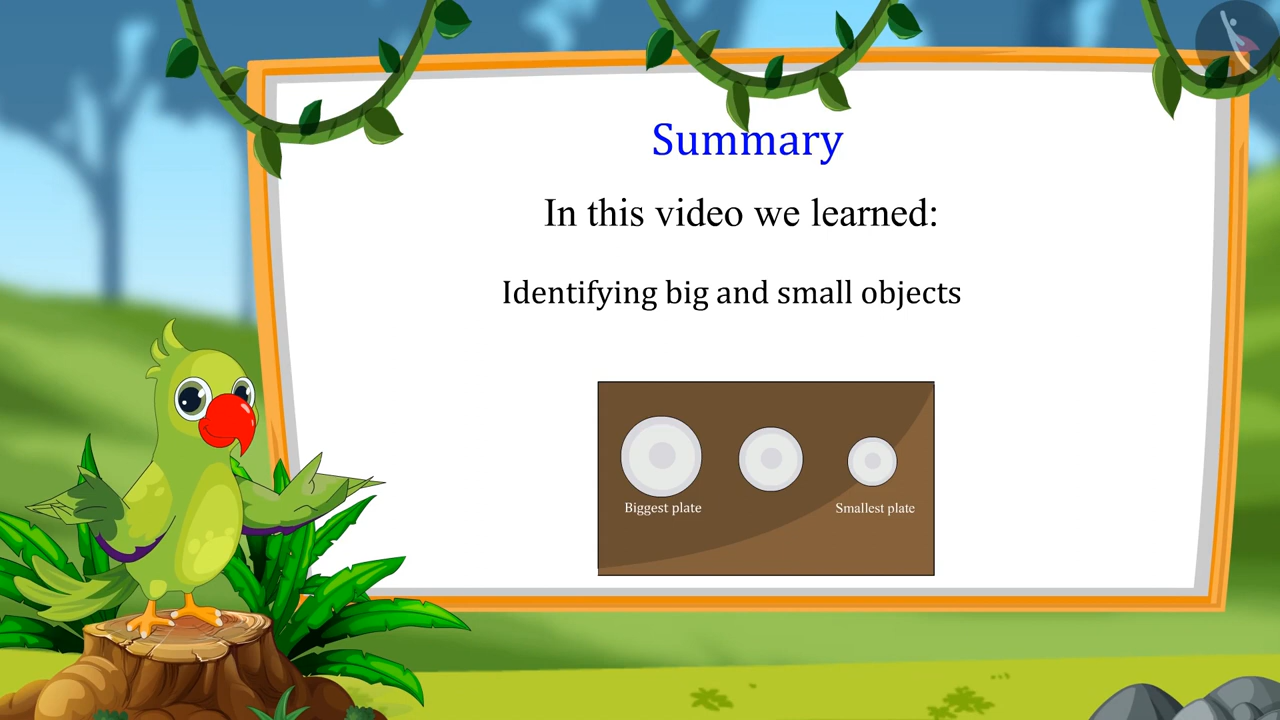 Summary
In this video we learned:
Identifying big and small objects
Biggest plate
Smallest plate